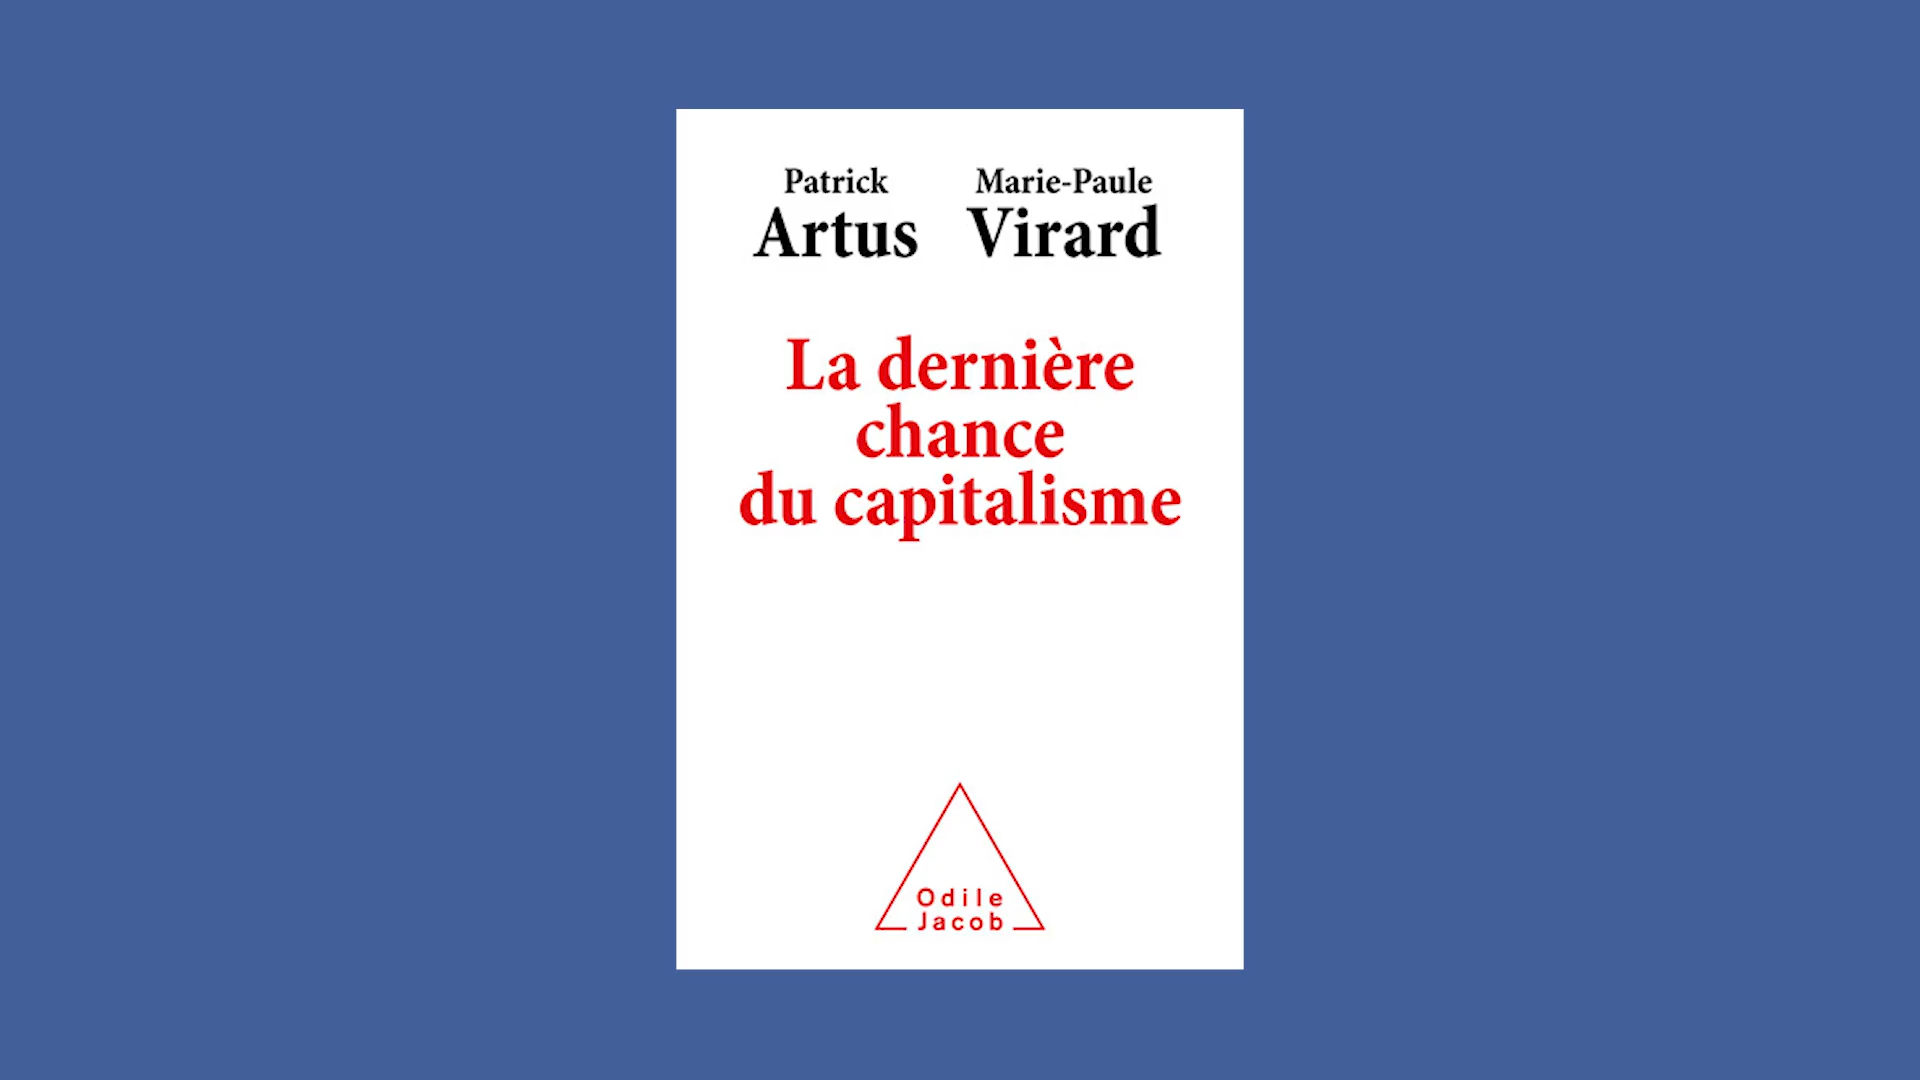 Patrick Marie-Paule
Artus Virard
La dernière
chance
du capitalisme
Odile
Jacob